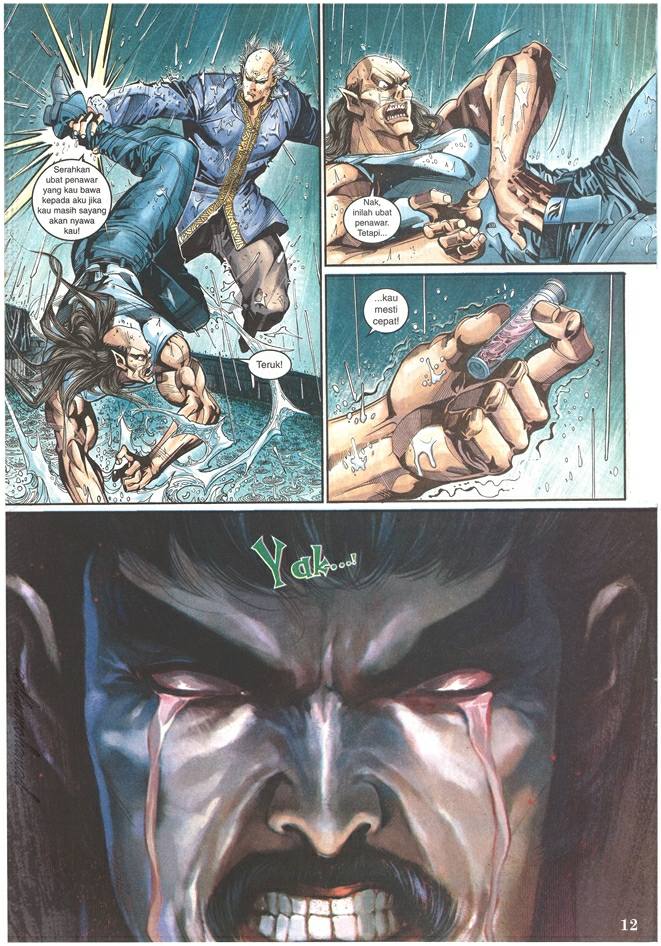 Serahkan
ubat penawar
yang kau bawa
kepada aku jika
kau masih sayang
akan nyawa
kau!
Teruk!
Nak,
inilah ubat
penawar.
Tetapi...
...kau
mesti
cepat!
Yak...!
12